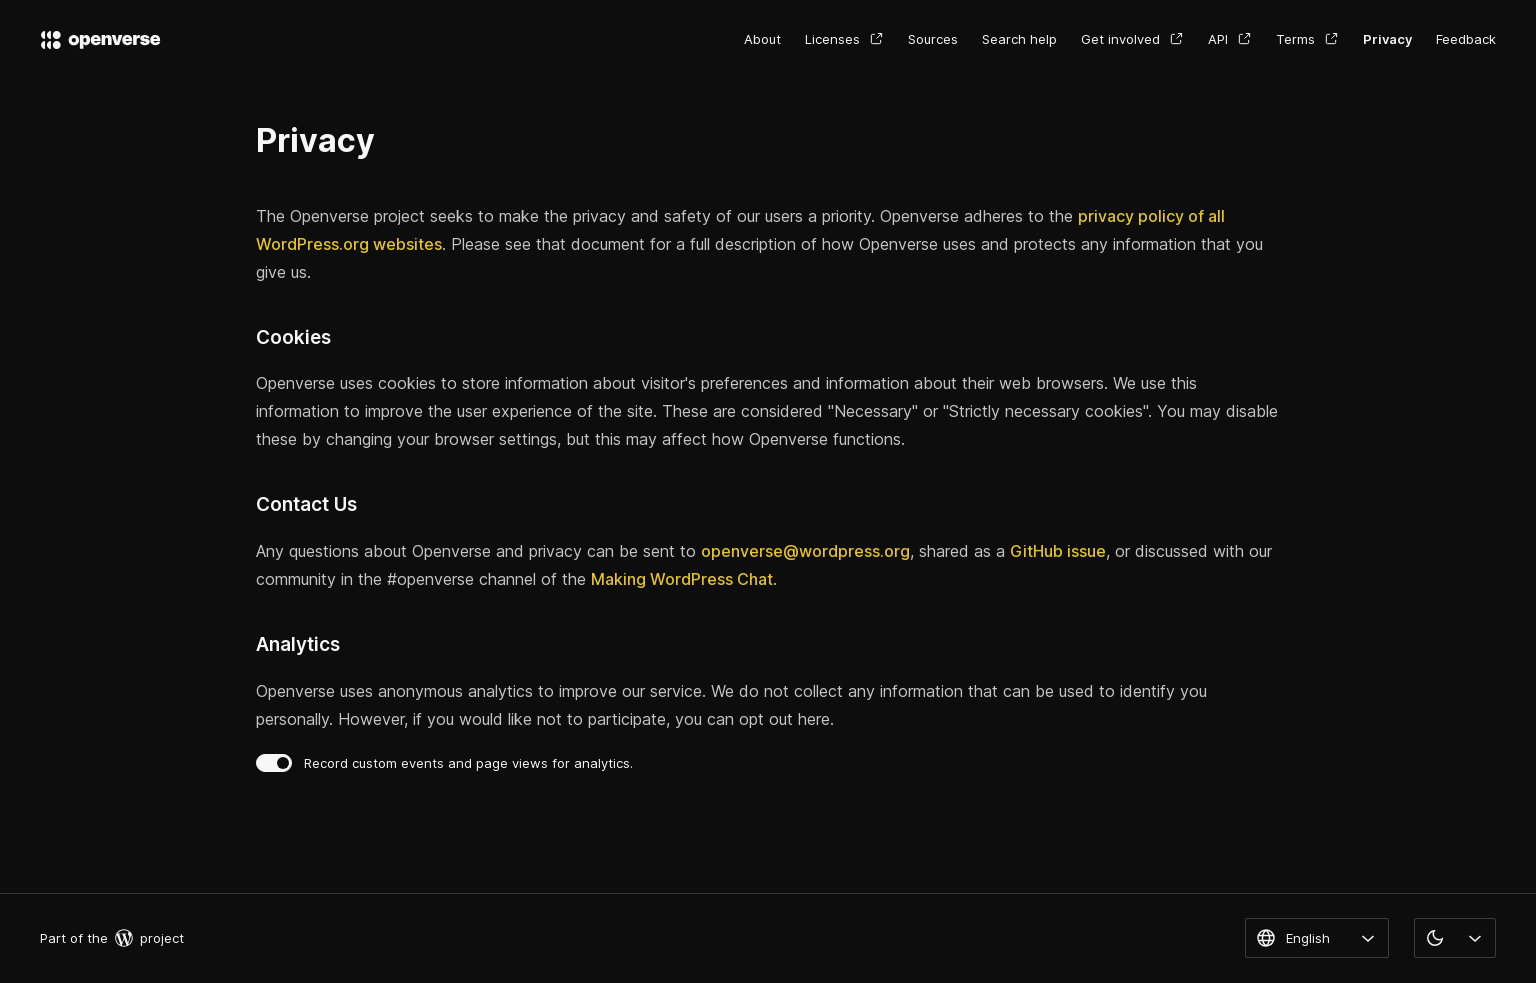 openverse
About Licenses Sources Search help Get involved API Terms Privacy Feedback
Privacy
The Openverse project seeks to make the privacy and safety of our users a priority. Openverse adheres to the privacy policy of all
WordPress.org websites. Please see that document for a full description of how Openverse uses and protects any information that you
give us.
Cookies
Openverse uses cookies to store information about visitor's preferences and information about their web browsers. We use this
information to improve the user experience of the site. These are considered "Necessary" or "Strictly necessary cookies". You may disable
these by changing your browser settings, but this may affect how Openverse functions.
Contact Us
Any questions about Openverse and privacy can be sent to openverse@wordpress.org, shared as a GitHub issue, or discussed with our
community in the #openverse channel of the Making WordPress Chat.
Analytics
Openverse uses anonymous analytics to improve our service. We do not collect any information that can be used to identify you
personally. However, if you would like not to participate, you can opt out here.
Record custom events and page views for analytics.
Part of the project
English